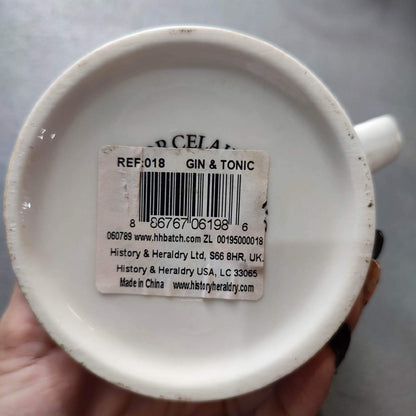 PORCELAIN
REF:018 GIN & TONIC
8 86767 06198 6
060789 www.hhbatch.com ZL 00195000018
History & Heraldry Ltd, S66 8HR, UK.
History & Heraldry USA, LC 33065
Made in China www.historyheraldry.com